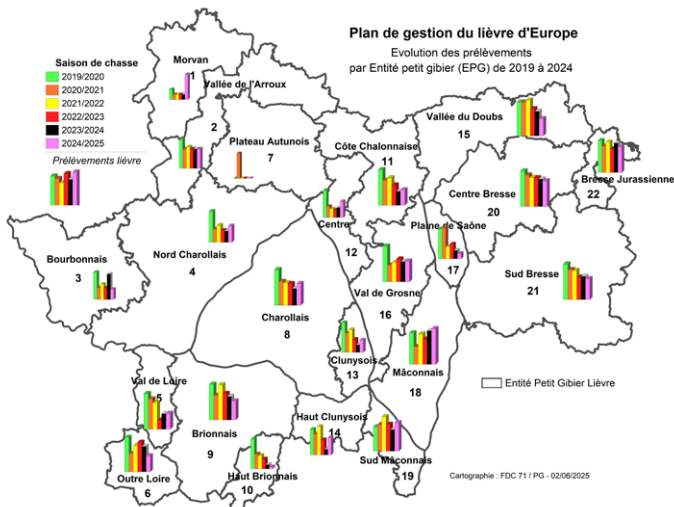 Plan de gestion du lièvre d'Europe
Evolution des prélèvements
par Entité petit gibier (EPG) de 2019 à 2024
Saison de chasse
2019/2020
2020/2021
2021/2022
2022/2023
2023/2024
2024/2025
Prélèvements lièvre
Morvan
1
Vallée de l'Arroux
2
Plateau Autunois
7
Côte Chalonnaise
11
Vallée du Doubs
15
Bresse Jurassienne
22
Centre Bresse
20
Centre
12
Plaine de Saône
17
Nord Charollais
4
Bourbonnais
3
Sud Bresse
21
Val de Grosne
16
Charollais
8
Clunysois
13
Mâconnais
18
Entité Petit Gibier Lièvre
Val de Loire
5
Brionnais
9
Haut Clunysois
14
Sud Mâconnais
19
Haut Brionnais
10
Outre Loire
6
Cartographie : FDC 71 / PG - 02/06/2025